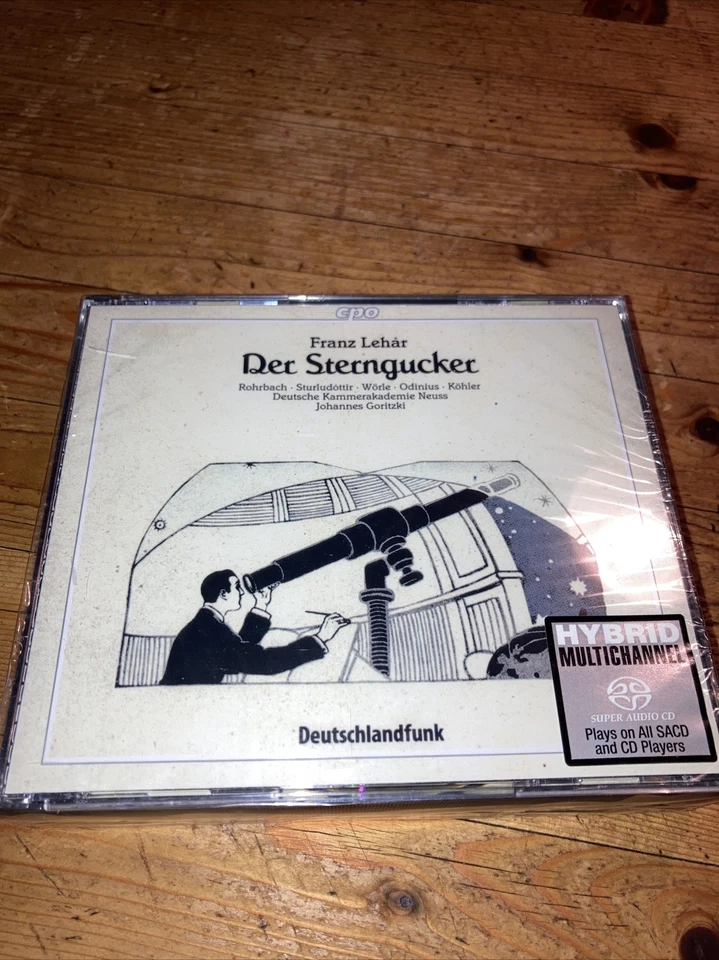 cpo
Franz Lehár
Der Sterngucker
Rohrbach · Sturludóttir · Wörle · Odinius · Köhler
Deutsche Kammerakademie Neuss
Johannes Goritzki
Deutschlandfunk
HYBRID
MULTICHANNEL
SUPER AUDIO CD
Plays on All SACD
and CD Players